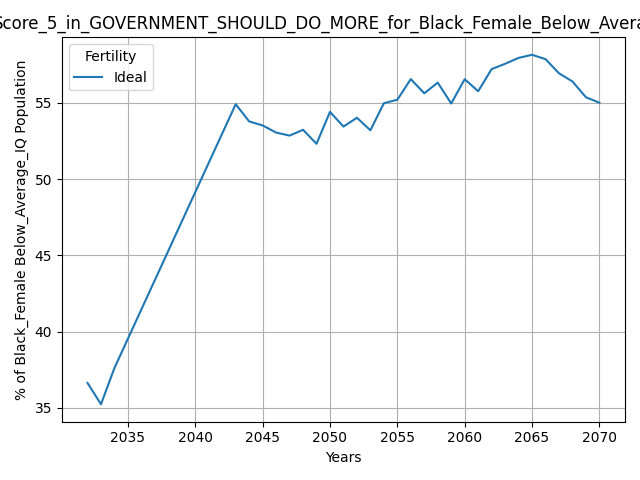 Score_5_in_GOVERNMENT_SHOULD_DO_MORE_for_Black_Female_Below_Avera
Fertility
Ideal
% of Black_Female Below_Average_IQ Population
55
50
45
40
35
2035 2040 2045 2050 2055 2060 2065 2070
Years